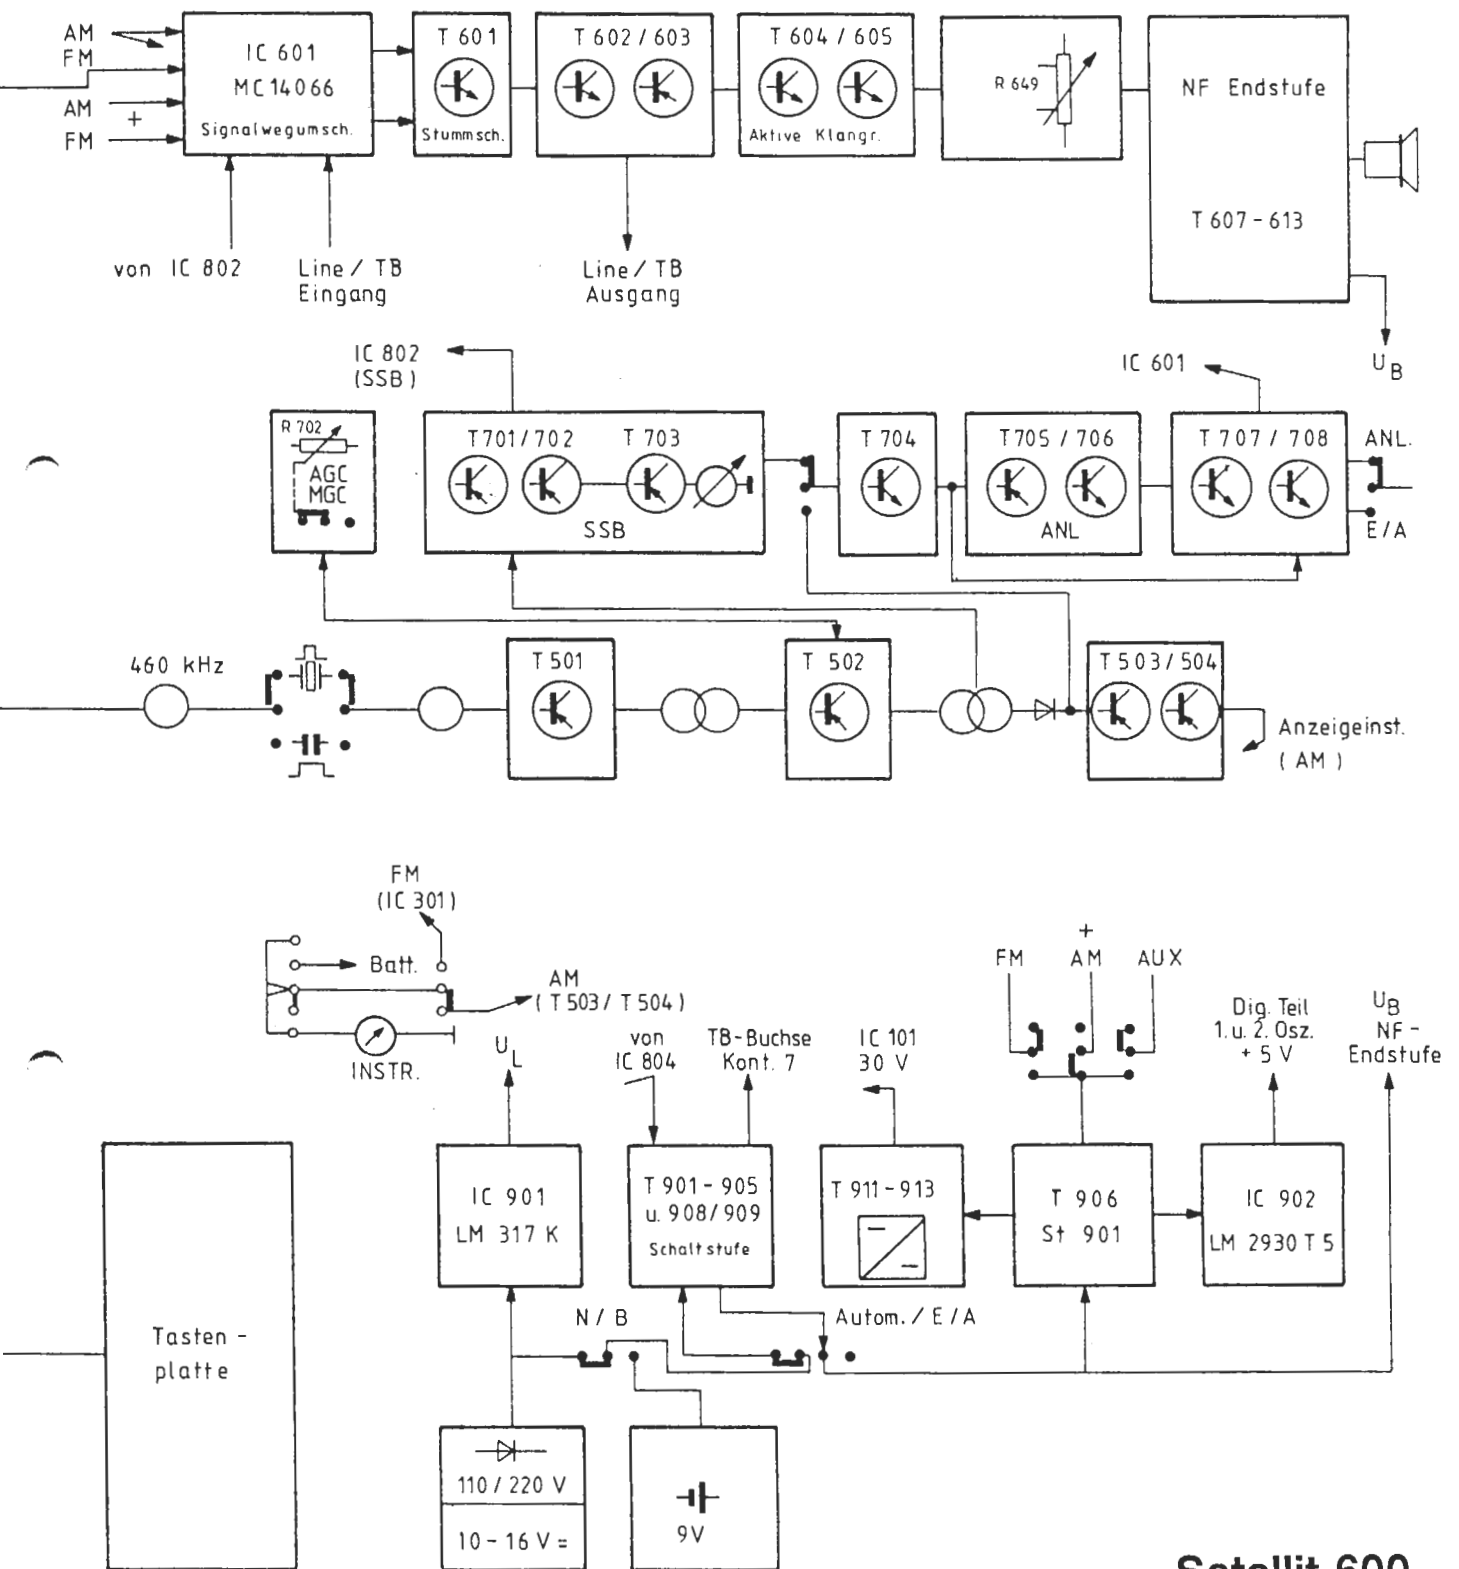 AM
FM
AM
+
FM
IC 601
MC14066
Signalwegumsch.
T 601
Stummsch.
T 602 / 603
T 604 / 605
Aktive Klangr.
R 649
NF Endstufe
T 607 - 613
von IC 802
Line / TB
Eingang
Line / TB
Ausgang
U B
IC 802
(SSB)
IC 601
R 702
AGC
MGC
T701/702
T 703
SSB
T 704
T705 / 706
ANL
T 707 / 708
ANL.
E / A
460 kHz
T 501
T 502
T 503 / 504
Anzeigeinst.
( AM )
FM
(IC 301)
Batt.
AM
( T 503 / T 504 )
INSTR.
U L
von
IC 804
TB-Buchse
Kont. 7
IC 101
30 V
+
FM AM AUX
Dig. Teil
1. u. 2. Osz.
+ 5 V
U B
NF -
Endstufe
Tasten -
platte
IC 901
LM 317 K
T 901 - 905
u. 908/909
Schaltstufe
T 911 - 913
T 906
St 901
IC 902
LM 2930 T 5
N / B
Autom. / E / A
110 / 220 V
10 - 16 V =
9V
Satellit 600